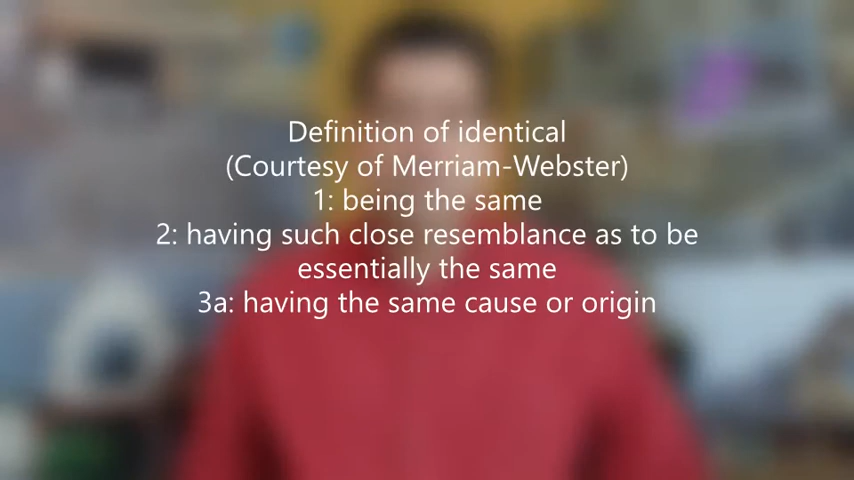 Definition of identical
(Courtesy of Merriam-Webster)
1: being the same
2: having such close resemblance as to be
essentially the same
3a: having the same cause or origin